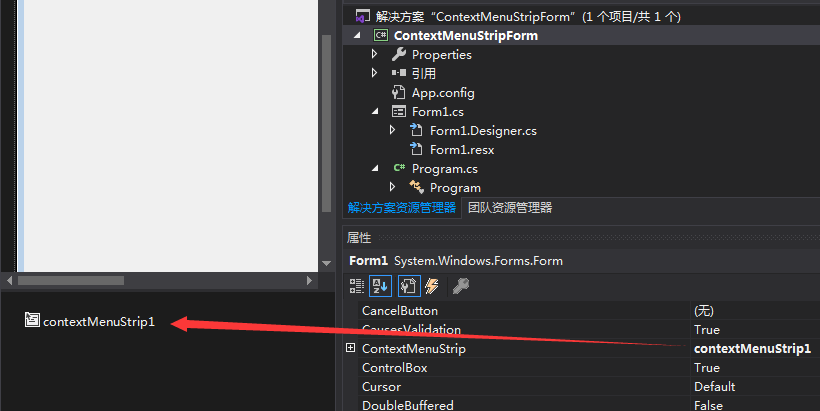 解决方案“ContextMenuStripForm”(1 个项目/共 1 个)
C# ContextMenuStripForm
Properties
引用
App.config
Form1.cs
Form1.Designer.cs
Form1.resx
C# Program.cs
Program
解决方案资源管理器 团队资源管理器
属性
Form1 System.Windows.Forms.Form
CancelButton (无)
CausesValidation True
ContextMenuStrip contextMenuStrip1
ControlBox True
Cursor Default
DoubleBuffered False
contextMenuStrip1